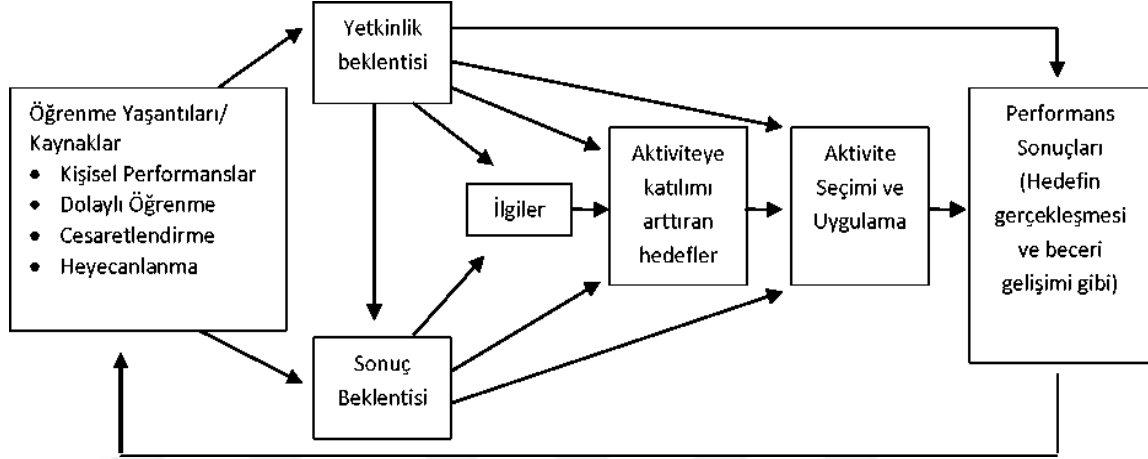 Yetkinlik
beklentisi
Öğrenme Yaşantıları/
Kaynaklar
• Kişisel Performanslar
• Dolaylı Öğrenme
• Cesaretlendirme
• Heyecanlanma
İlgiler
Sonuç
Beklentisi
Aktiviteye
katılımı
arttıran
hedefler
Aktivite
Seçimi ve
Uygulama
Performans
Sonuçları
(Hedefin
gerçekleşmesi
ve beceri
gelişimi gibi)